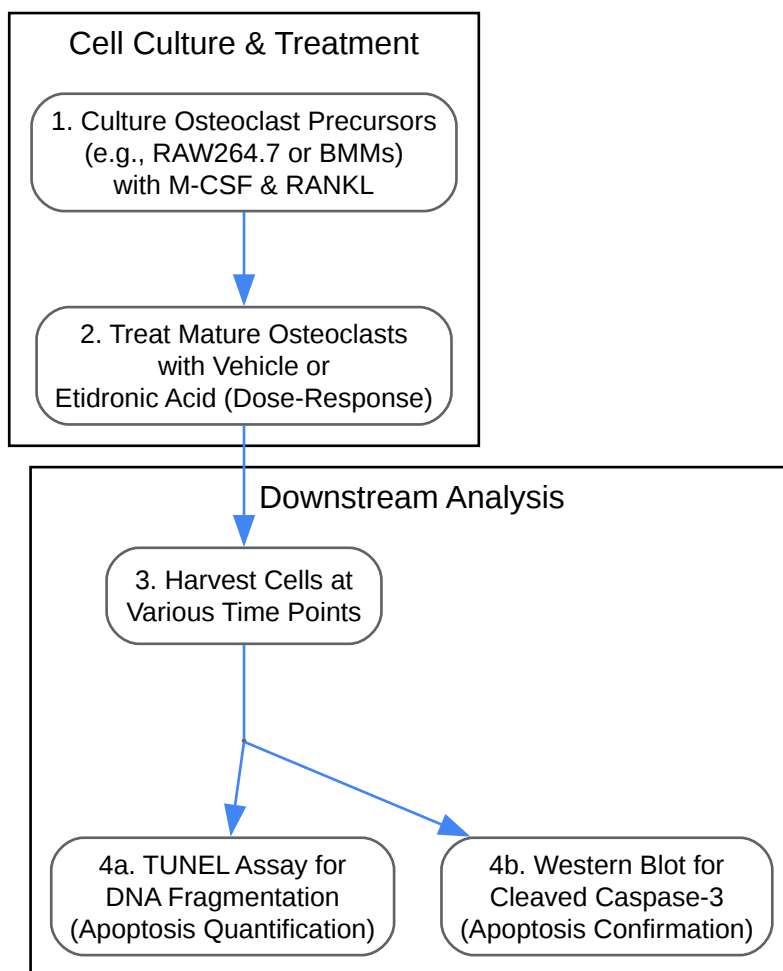 Cell Culture & Treatment
1. Culture Osteoclast Precursors
(e.g., RAW264.7 or BMMs)
with M-CSF & RANKL
2. Treat Mature Osteoclasts
with Vehicle or
Etidronic Acid (Dose-Response)
Downstream Analysis
3. Harvest Cells at
Various Time Points
4a. TUNEL Assay for
DNA Fragmentation
(Apoptosis Quantification)
4b. Western Blot for
Cleaved Caspase-3
(Apoptosis Confirmation)